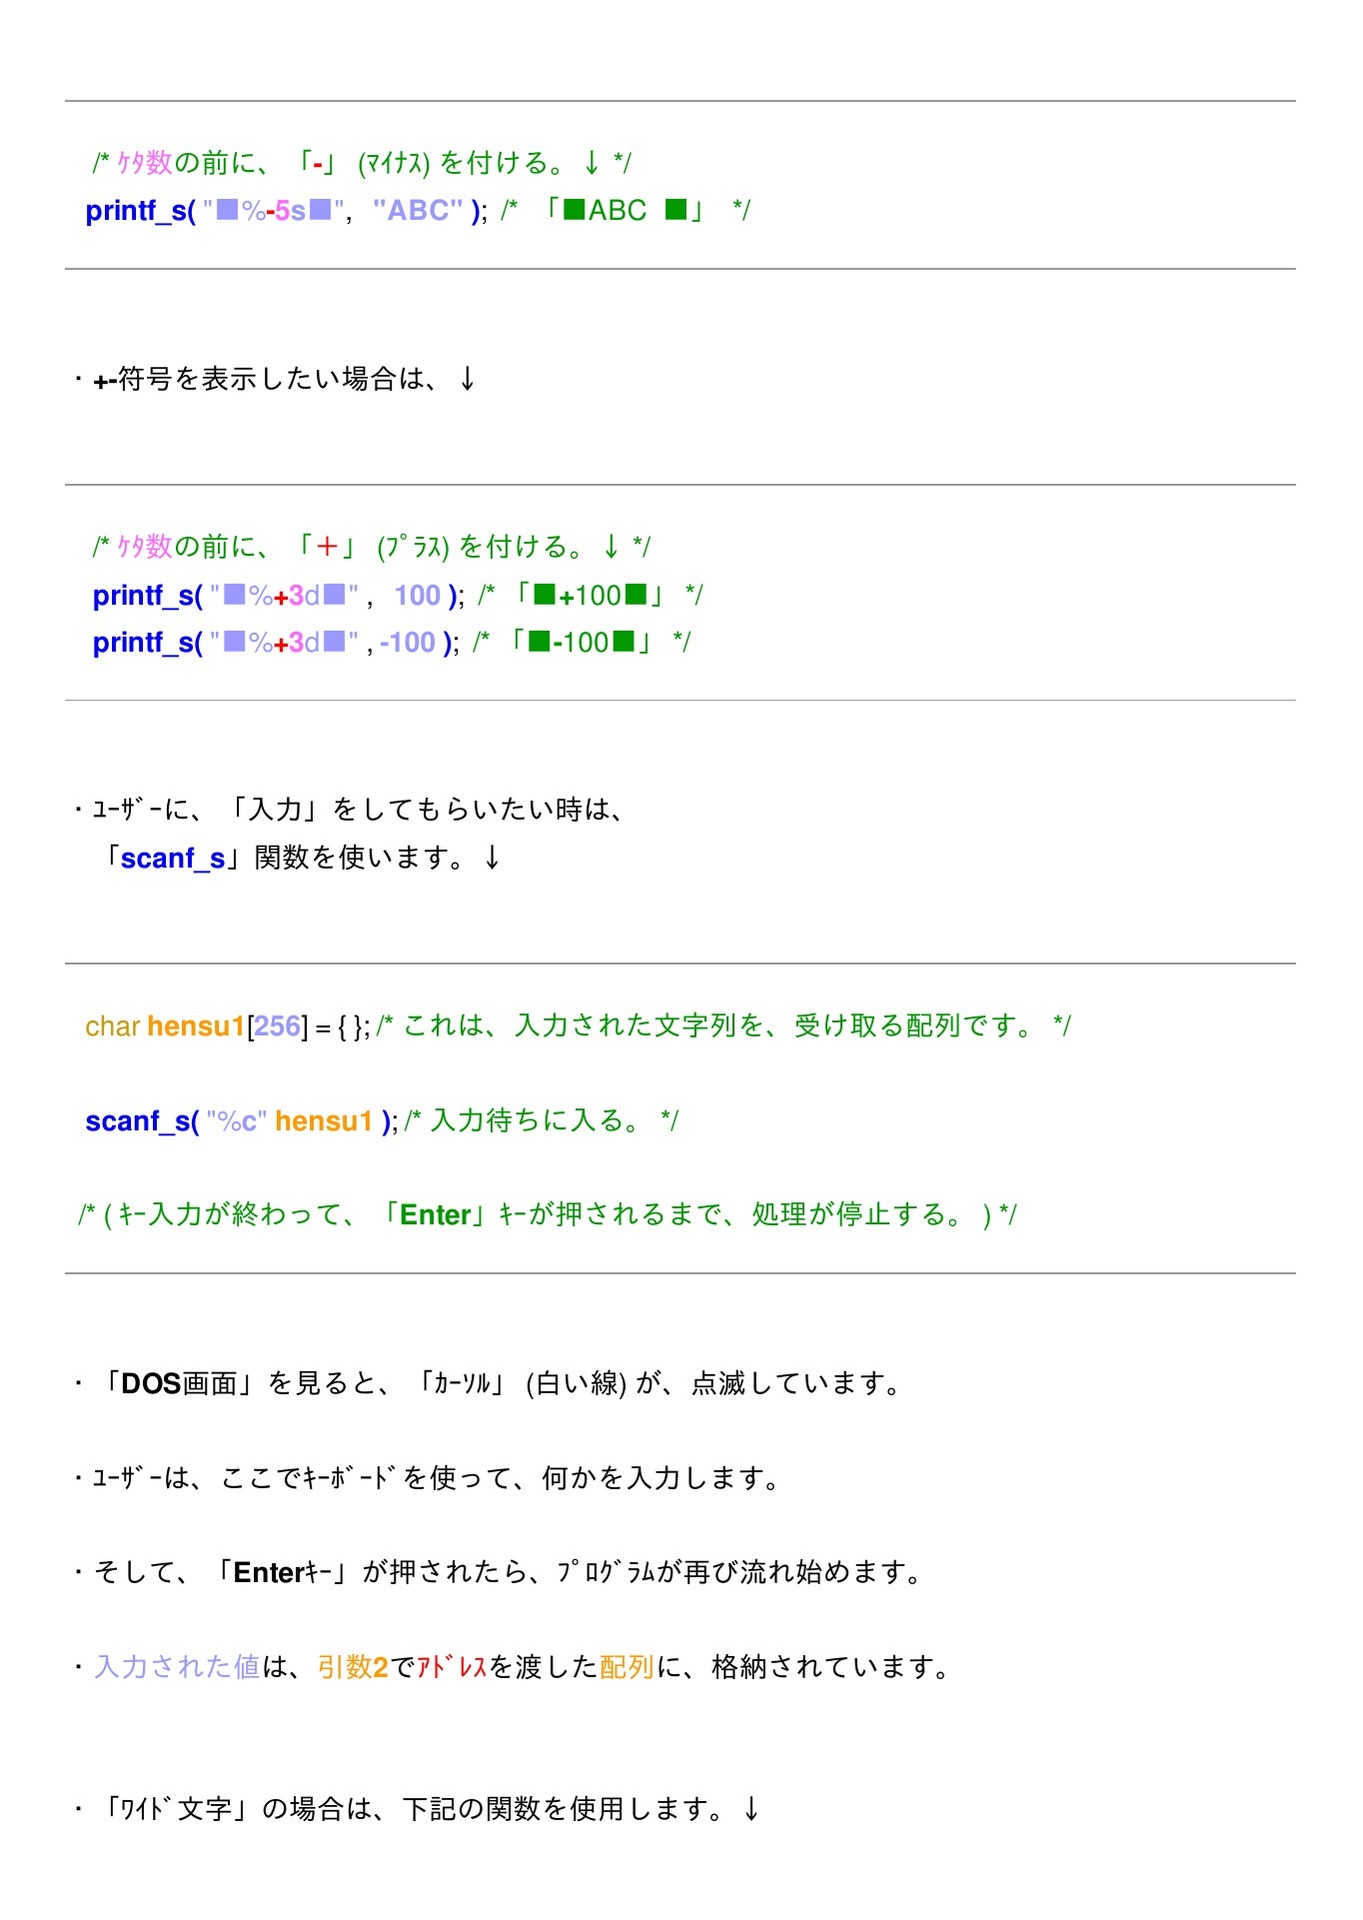 /* ｹﾀ数の前に、「-」 (ﾏｲﾅｽ) を付ける。↓ */
printf_s( "■%-5s■", "ABC" ); /* 「■ABC  ■」 */
・+-符号を表示したい場合は、↓
/* ｹﾀ数の前に、「＋」 (ﾌﾟﾗｽ) を付ける。↓ */
printf_s( "■%+3d■" , 100 ); /* 「■+100■」 */
printf_s( "■%+3d■" , -100 ); /* 「■-100■」 */
・ﾕｰｻﾞｰに、「入力」をしてもらいたい時は、
「scanf_s」関数を使います。↓
char hensu1[256] = { }; /* これは、入力された文字列を、受け取る配列です。 */
scanf_s( "%c" hensu1 ); /* 入力待ちに入る。 */
/* ( ｷｰ入力が終わって、「Enter」ｷｰが押されるまで、処理が停止する。 ) */
・「DOS画面」を見ると、「ｶｰｿﾙ」 (白い線) が、点滅しています。
・ﾕｰｻﾞｰは、ここでｷｰﾎﾞｰﾄﾞを使って、何かを入力します。
・そして、「Enterｷｰ」が押されたら、ﾌﾟﾛｸﾞﾗﾑが再び流れ始めます。
・入力された値は、引数2でｱﾄﾞﾚｽを渡した配列に、格納されています。
・「ﾜｲﾄﾞ文字」の場合は、下記の関数を使用します。↓